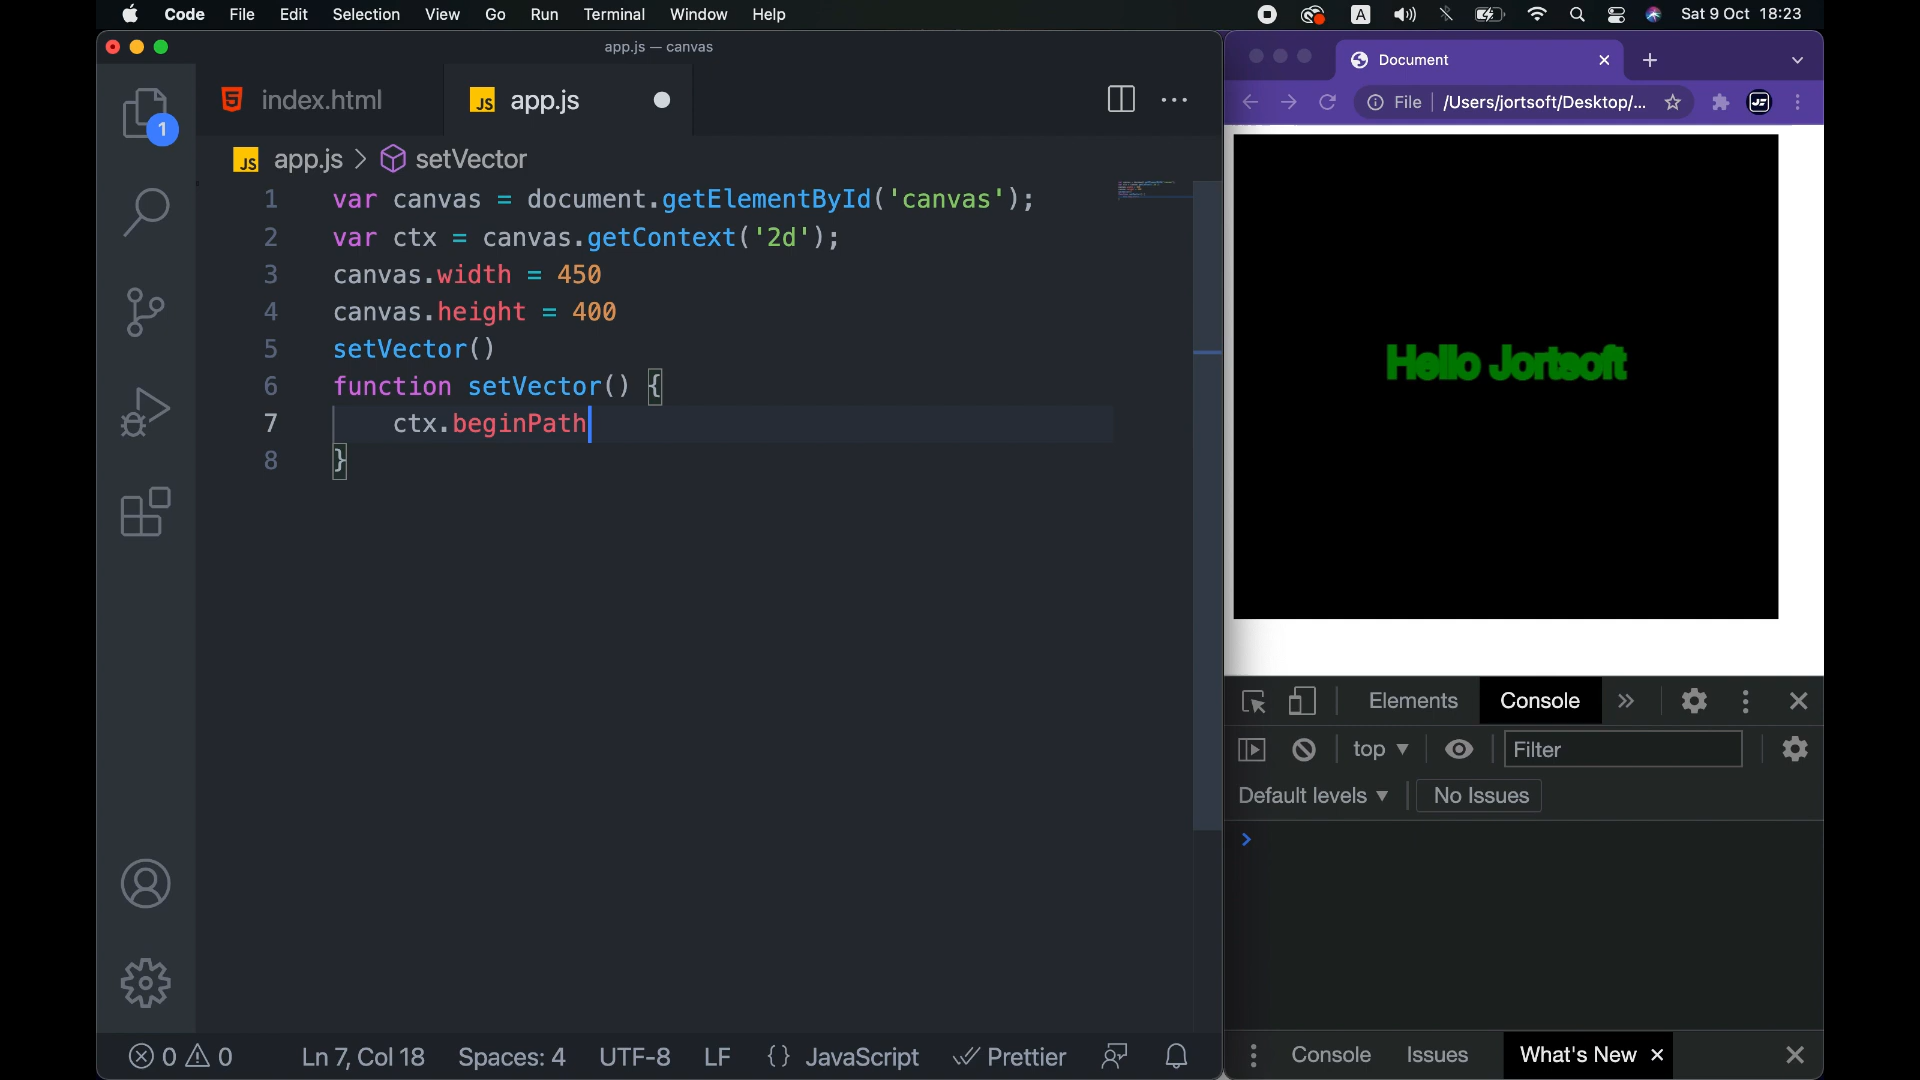 Code File Edit Selection View Go Run Terminal Window Help
A
Sat 9 Oct 18:23
app.js — canvas
index.html
JS app.js
1
JS app.js > setVector
1 var canvas = document.getElementById('canvas');
2 var ctx = canvas.getContext('2d');
3 canvas.width = 450
4 canvas.height = 400
5 setVector()
6 function setVector() {
7 ctx.beginPath
8 }
0 0 Ln 7, Col 18 Spaces: 4 UTF-8 LF {} JavaScript Prettier
Document
File /Users/jortsoft/Desktop/...
Hello Jortsoft
Elements Console
top Filter
Default levels No Issues
Console Issues What's New